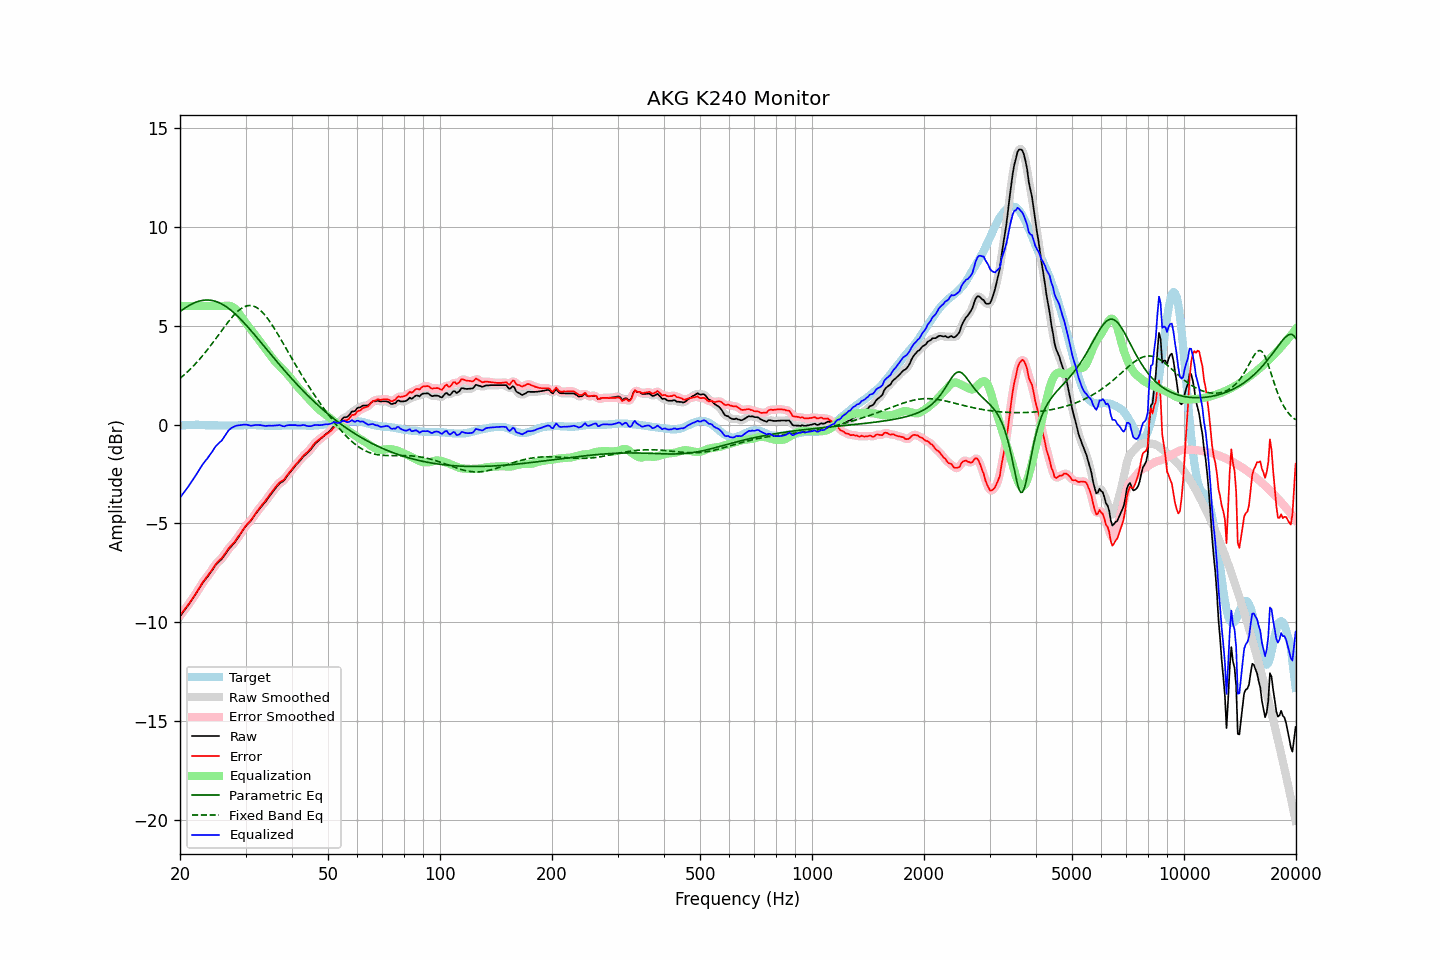 AKG K240 Monitor
Amplitude (dBr)
15
10
5
0
−5
−10
−15
−20
Target
Raw Smoothed
Error Smoothed
Raw
Error
Equalization
Parametric Eq
Fixed Band Eq
Equalized
20 50 100 200 500 1000 2000 5000 10000 20000
Frequency (Hz)